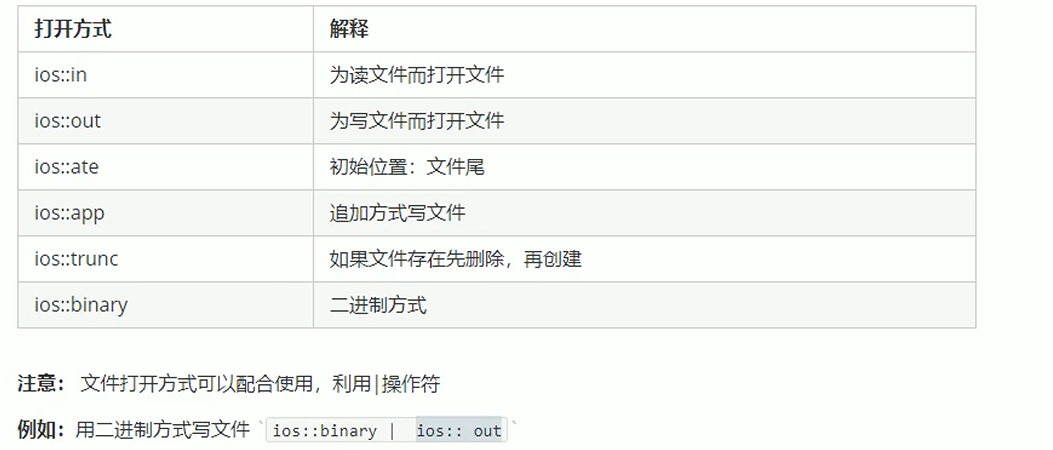 打开方式 解释
ios::in 为读文件而打开文件
ios::out 为写文件而打开文件
ios::ate 初始位置：文件尾
ios::app 追加方式写文件
ios::trunc 如果文件存在先删除，再创建
ios::binary 二进制方式
注意： 文件打开方式可以配合使用，利用|操作符
例如：用二进制方式写文件 `ios::binary | ios:: out`